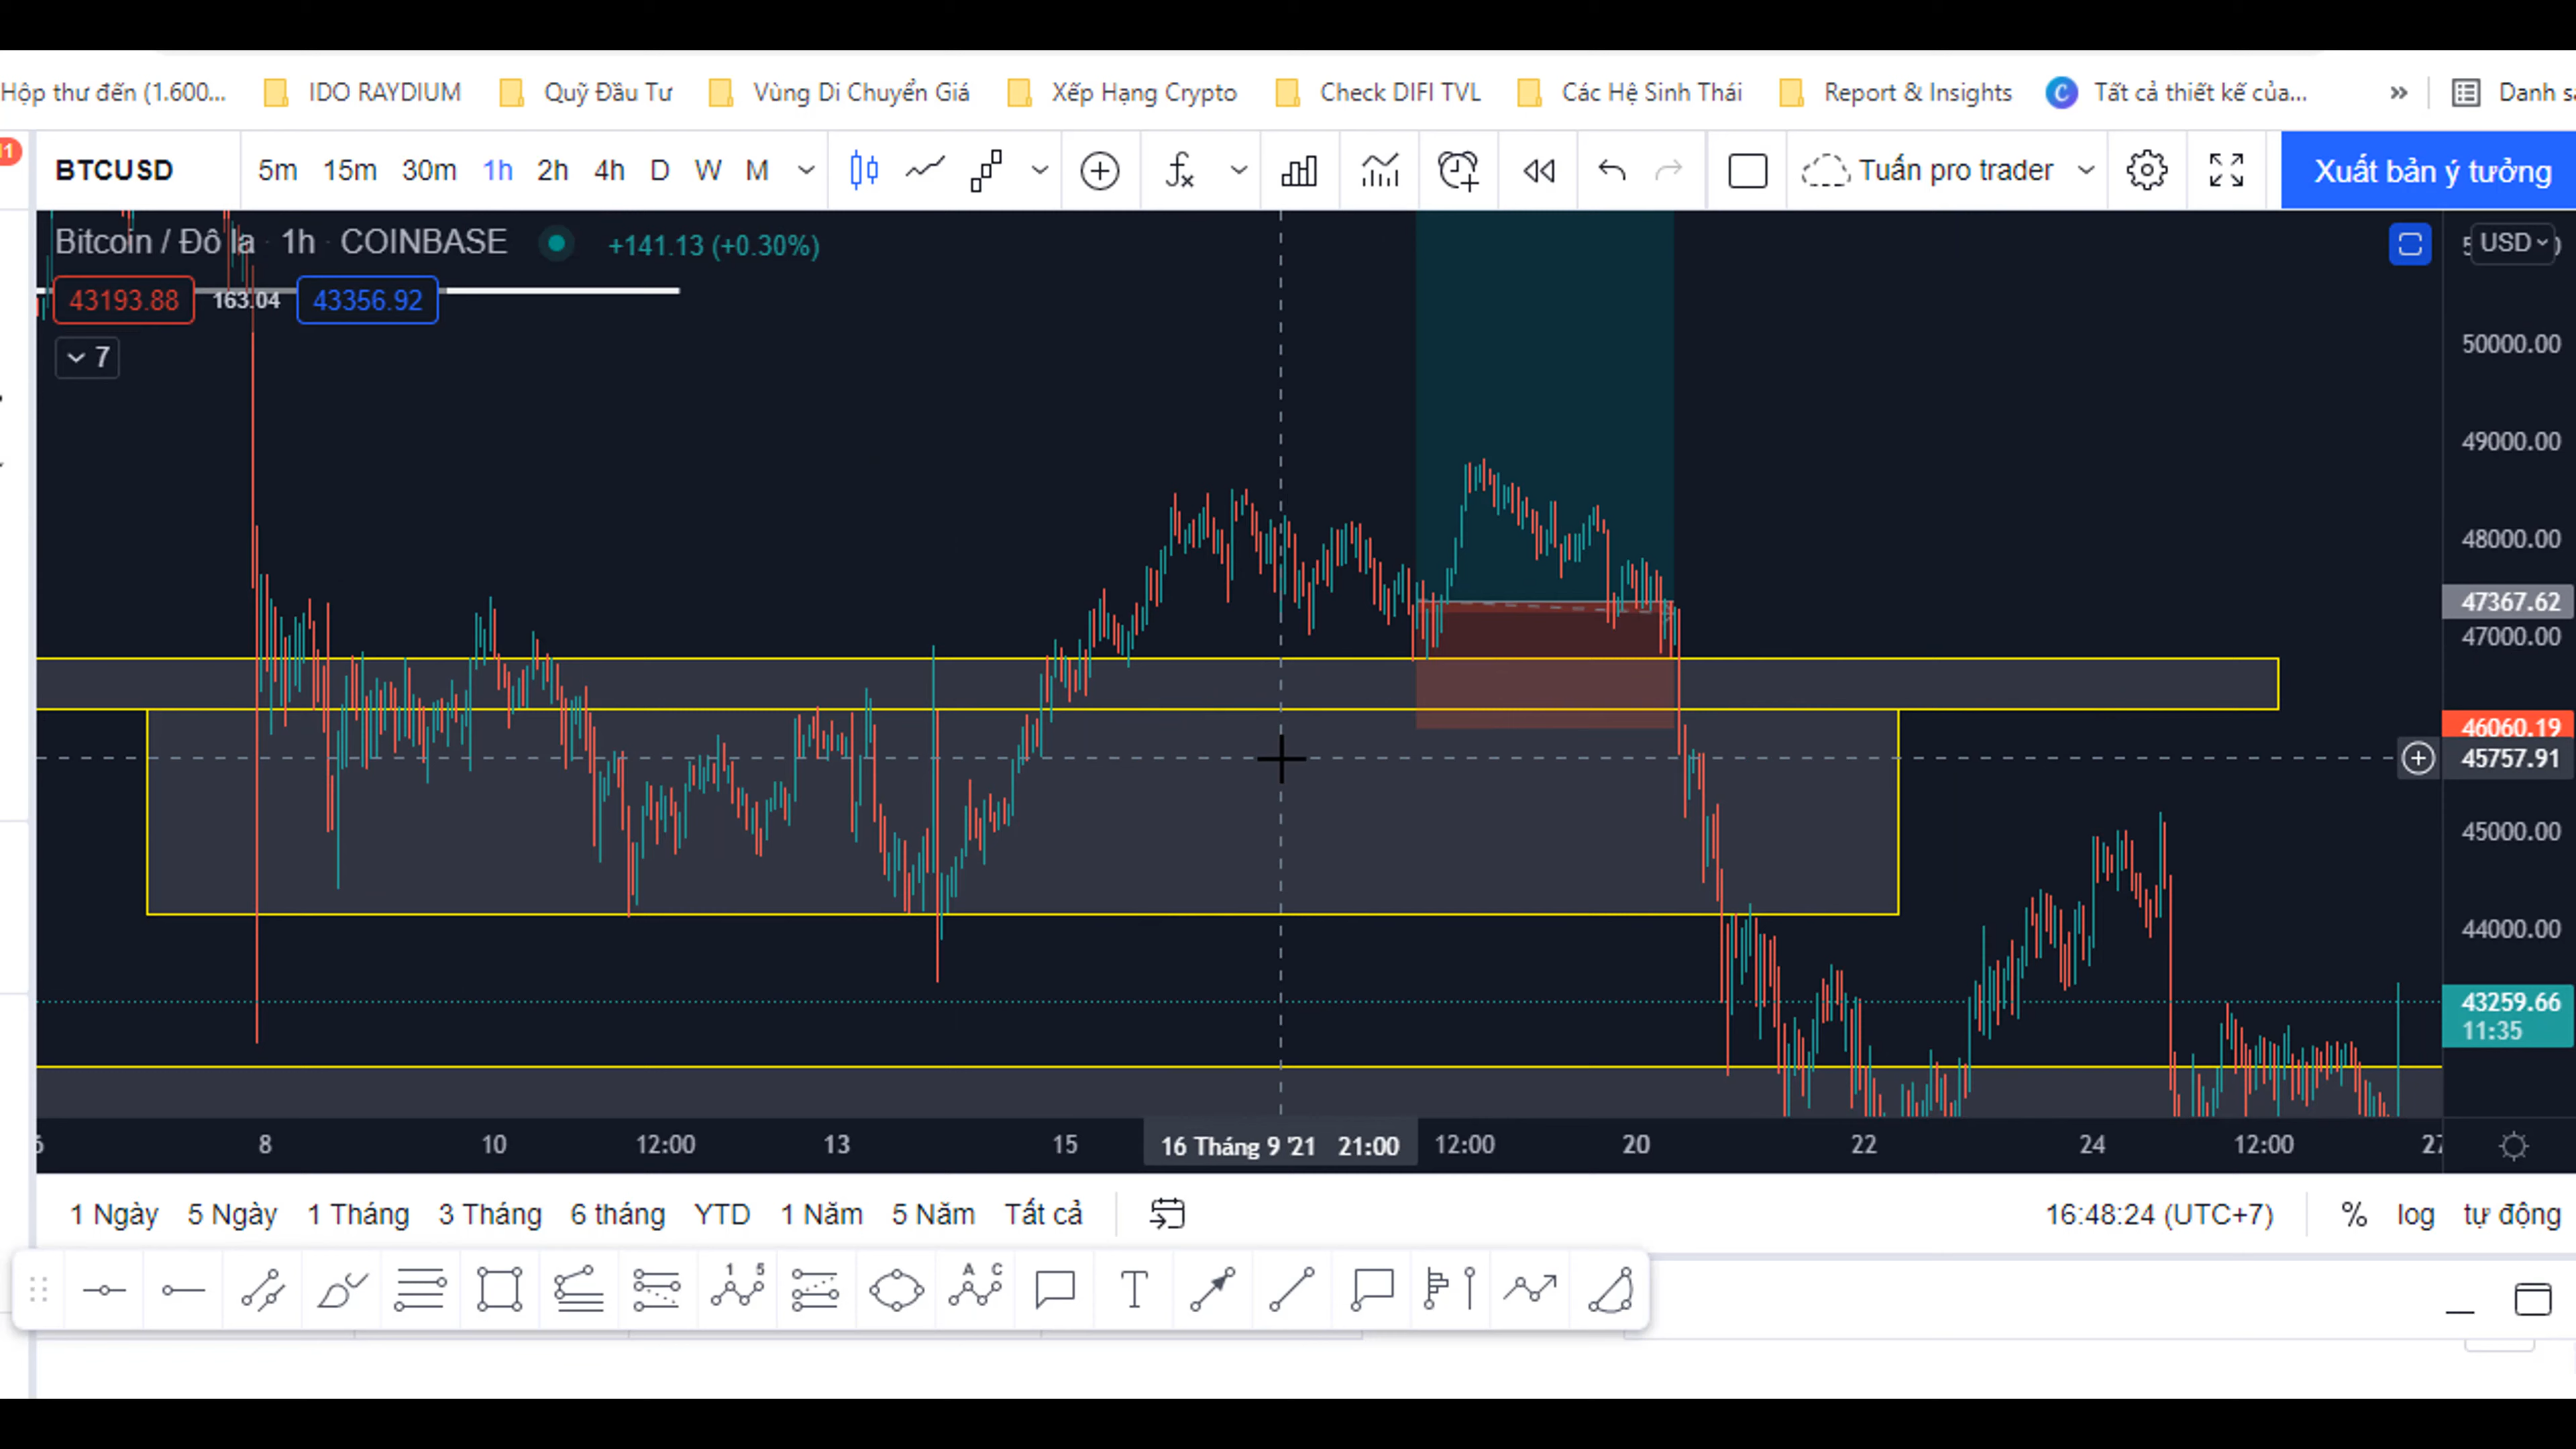 Hộp thư đến (1.600... IDO RAYDIUM Quỹ Đầu Tư Vùng Di Chuyển Giá Xếp Hạng Crypto Check DIFI TVL Các Hệ Sinh Thái Report & Insights Tất cả thiết kế của... » Danh sá
BTCUSD 5m 15m 30m 1h 2h 4h D W M Tuấn pro trader Xuất bản ý tưởng
Bitcoin / Đô la · 1h · COINBASE +141.13 (+0.30%) USD
43193.88 163.04 43356.92
7
50000.00
49000.00
48000.00
47367.62
47000.00
46060.19
45757.91
45000.00
44000.00
43259.66
11:35
8 10 12:00 13 15 16 Tháng 9 '21 21:00 12:00 20 22 24 12:00 27
1 Ngày 5 Ngày 1 Tháng 3 Tháng 6 tháng YTD 1 Năm 5 Năm Tất cả 16:48:24 (UTC+7) % log tự động
1 5 A C T